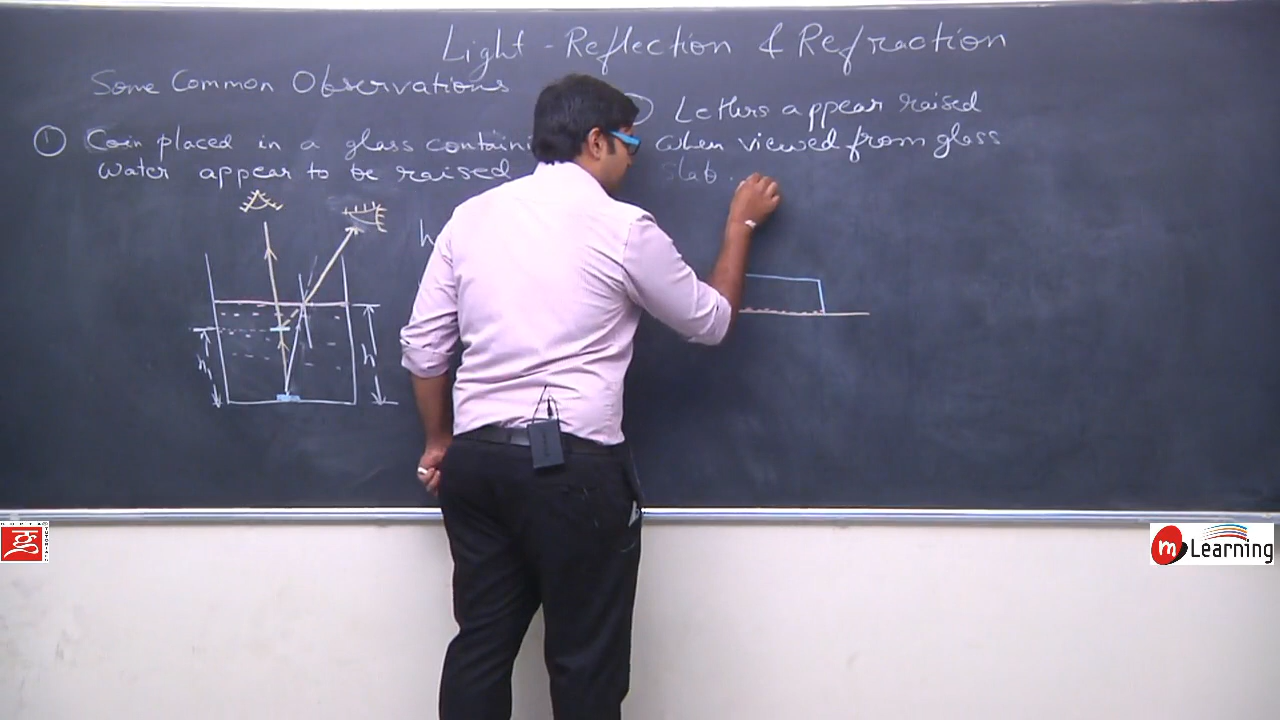 Light - Reflection & Refraction
Some Common Observations
① Coin placed in a glass containi
water appear to be raised
h
h
h
Letters appear raised
when viewed from glass
slab.
m Learning